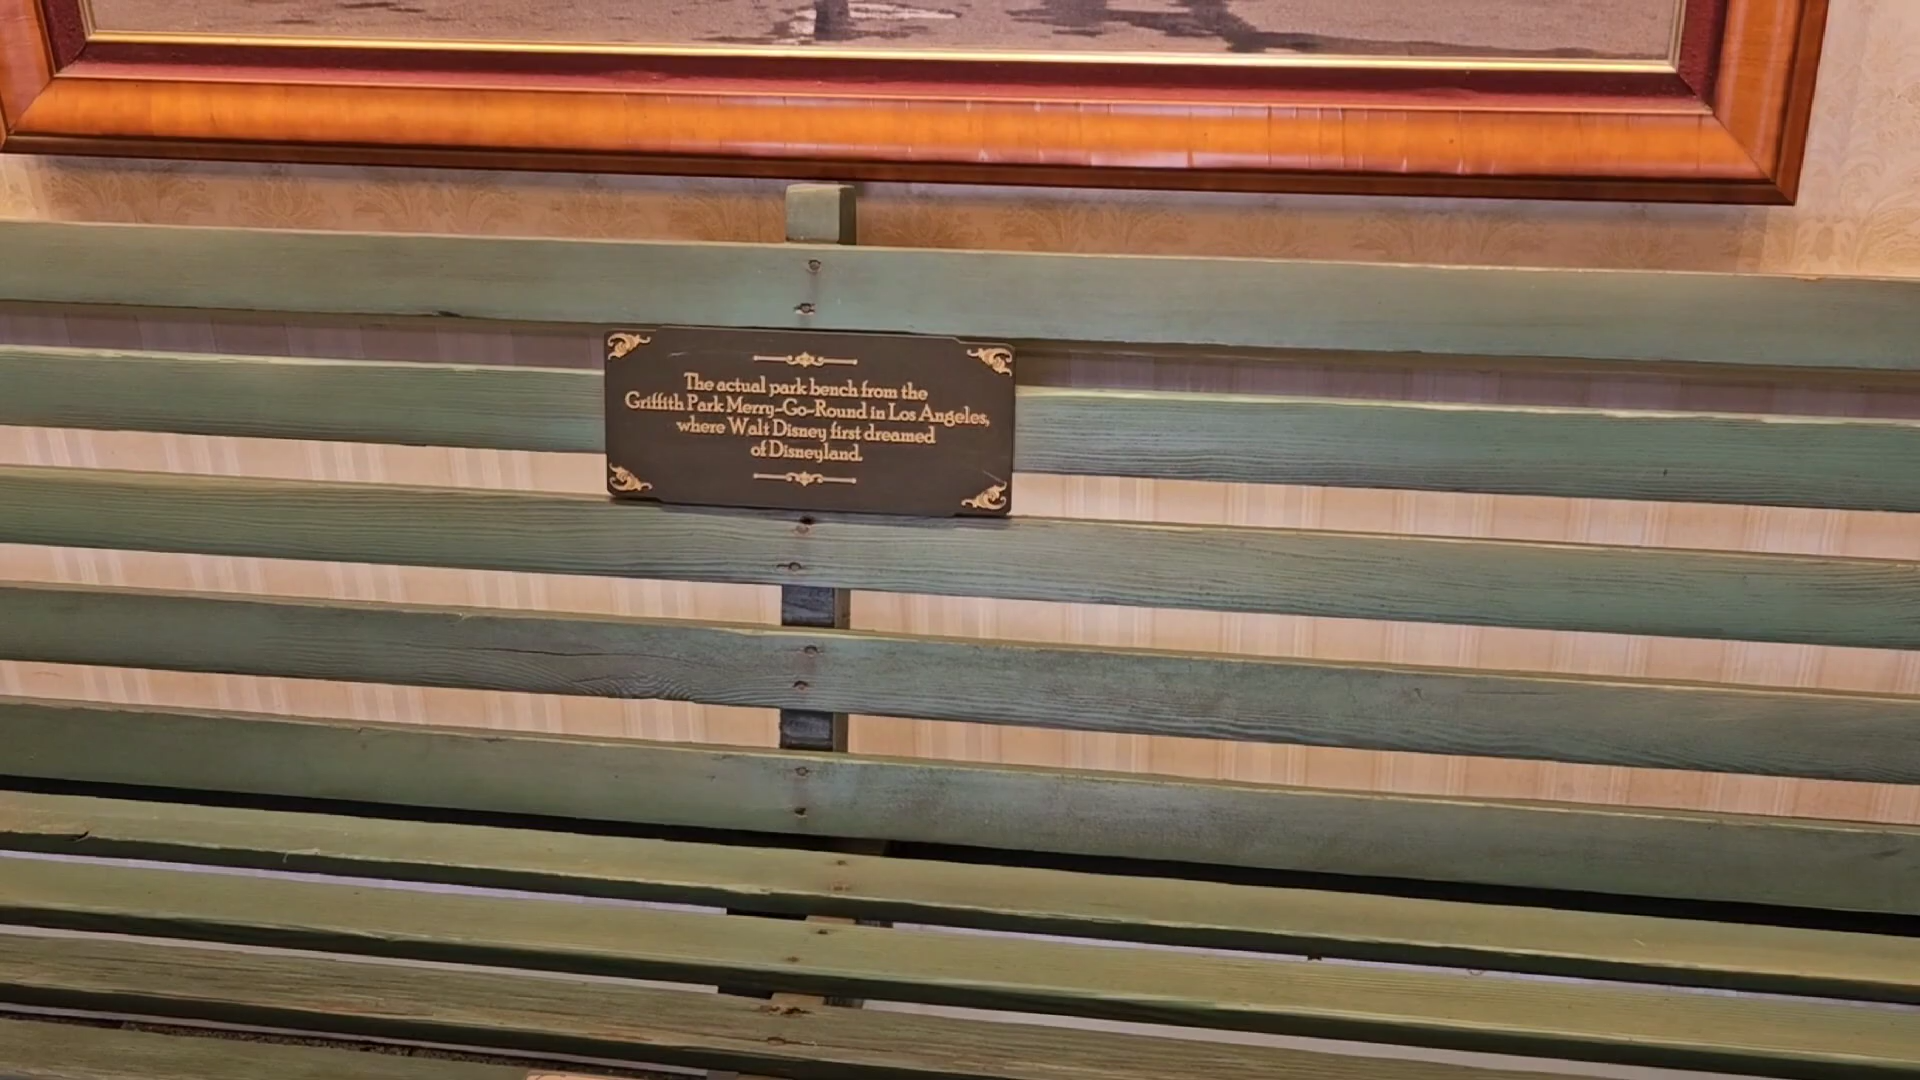 The actual park bench from the
Griffith Park Merry-Go-Round in Los Angeles,
where Walt Disney first dreamed
of Disneyland.